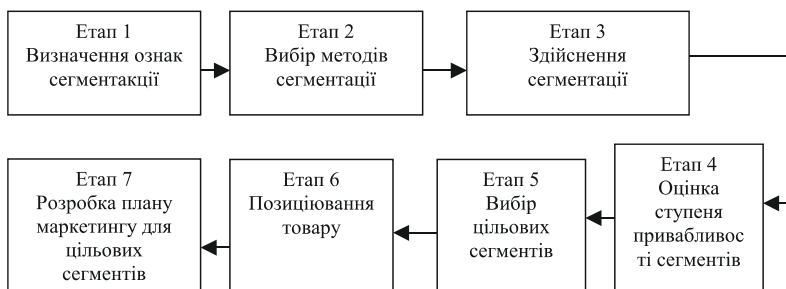 Етап 1
Визначення ознак
сегментакції
Етап 2
Вибір методів
сегментації
Етап 3
Здійснення
сегментації
Етап 4
Оцінка
ступеня
привабливос
ті сегментів
Етап 5
Вибір
цільових
сегментів
Етап 6
Позиціювання
товару
Етап 7
Розробка плану
маркетингу для
цільових
сегментів